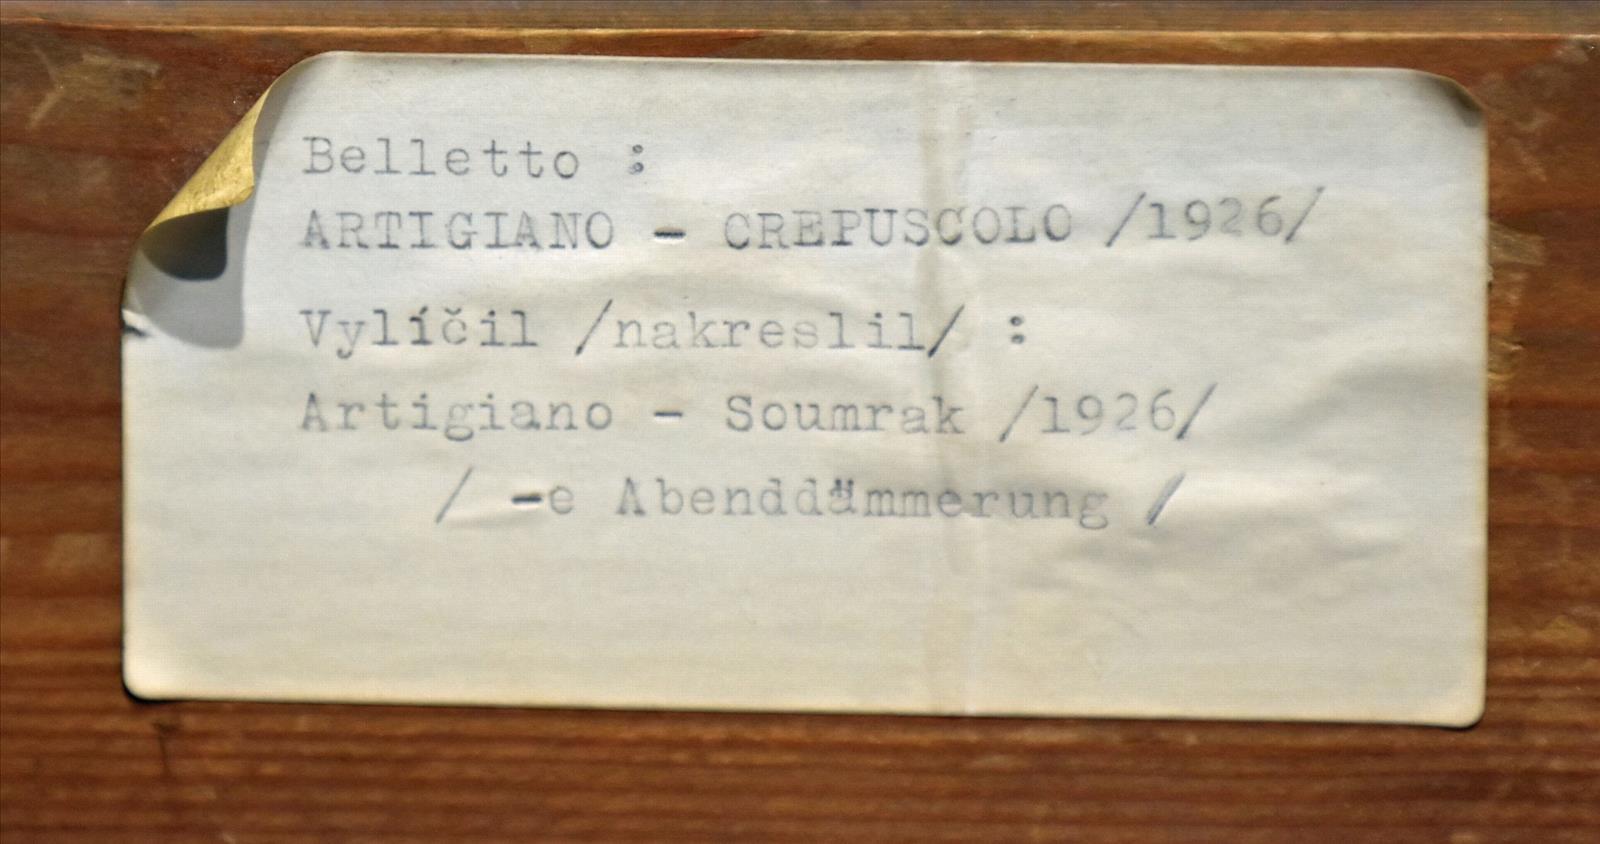 Belletto :
ARTIGIANO - CREPUSCOLO /1926/
Vylíčil /nakreslil/ :
Artigiano - Soumrak /1926/
/ -e Abenddämmerung /